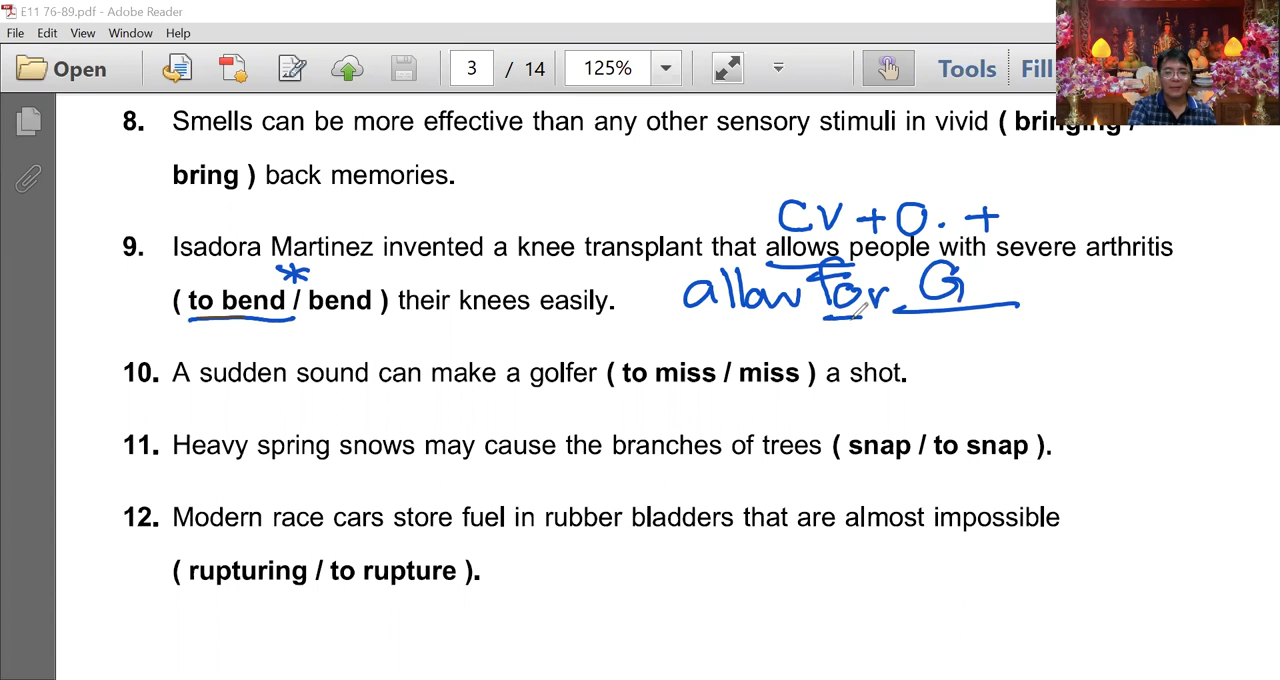 E11 76-89.pdf - Adobe Reader
File Edit View Window Help
Open 3 / 14 125% Tools Fill
8. Smells can be more effective than any other sensory stimuli in vivid ( bringing /
bring ) back memories.
CV + O. +
9. Isadora Martinez invented a knee transplant that allows people with severe arthritis
*
( to bend / bend ) their knees easily. allow for G
10. A sudden sound can make a golfer ( to miss / miss ) a shot.
11. Heavy spring snows may cause the branches of trees ( snap / to snap ).
12. Modern race cars store fuel in rubber bladders that are almost impossible
( rupturing / to rupture ).